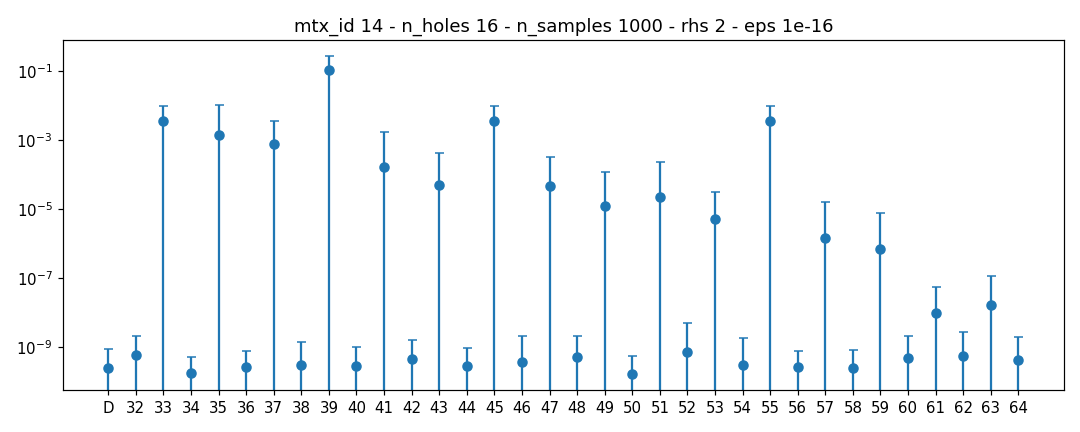 mtx_id 14 - n_holes 16 - n_samples 1000 - rhs 2 - eps 1e-16
10⁻¹
10⁻³
10⁻⁵
10⁻⁷
10⁻⁹
D 32 33 34 35 36 37 38 39 40 41 42 43 44 45 46 47 48 49 50 51 52 53 54 55 56 57 58 59 60 61 62 63 64